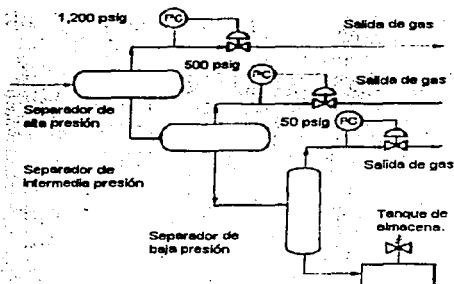 1,200 psig
PC
Salida de gas
500 psig
PC
Salida de gas
Separador de
alta presión
50 psig
PC
Salida de gas
Separador de
intermedia presión
Tanque de
almacena.
Separador de
baja presión